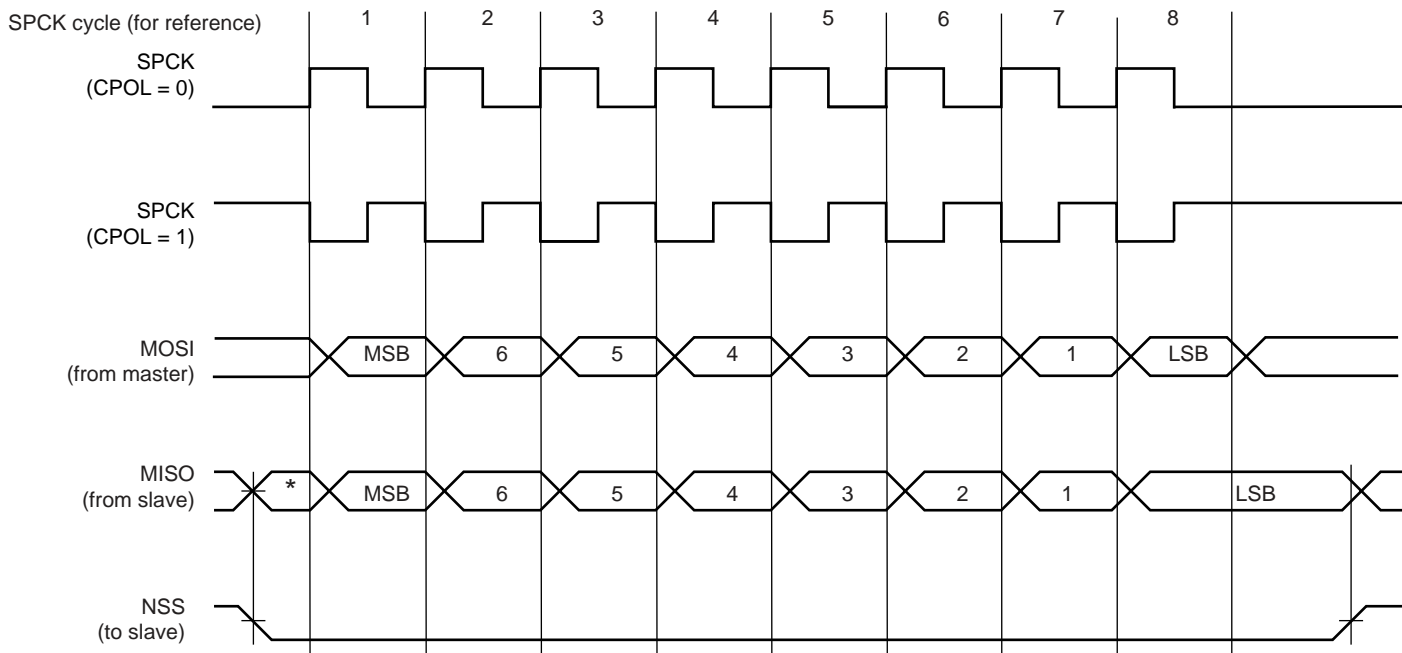 SPCK cycle (for reference) 1 2 3 4 5 6 7 8
SPCK
(CPOL = 0)
SPCK
(CPOL = 1)
MOSI
(from master)
MSB 6 5 4 3 2 1 LSB
MISO
(from slave)
* MSB 6 5 4 3 2 1 LSB
NSS
(to slave)